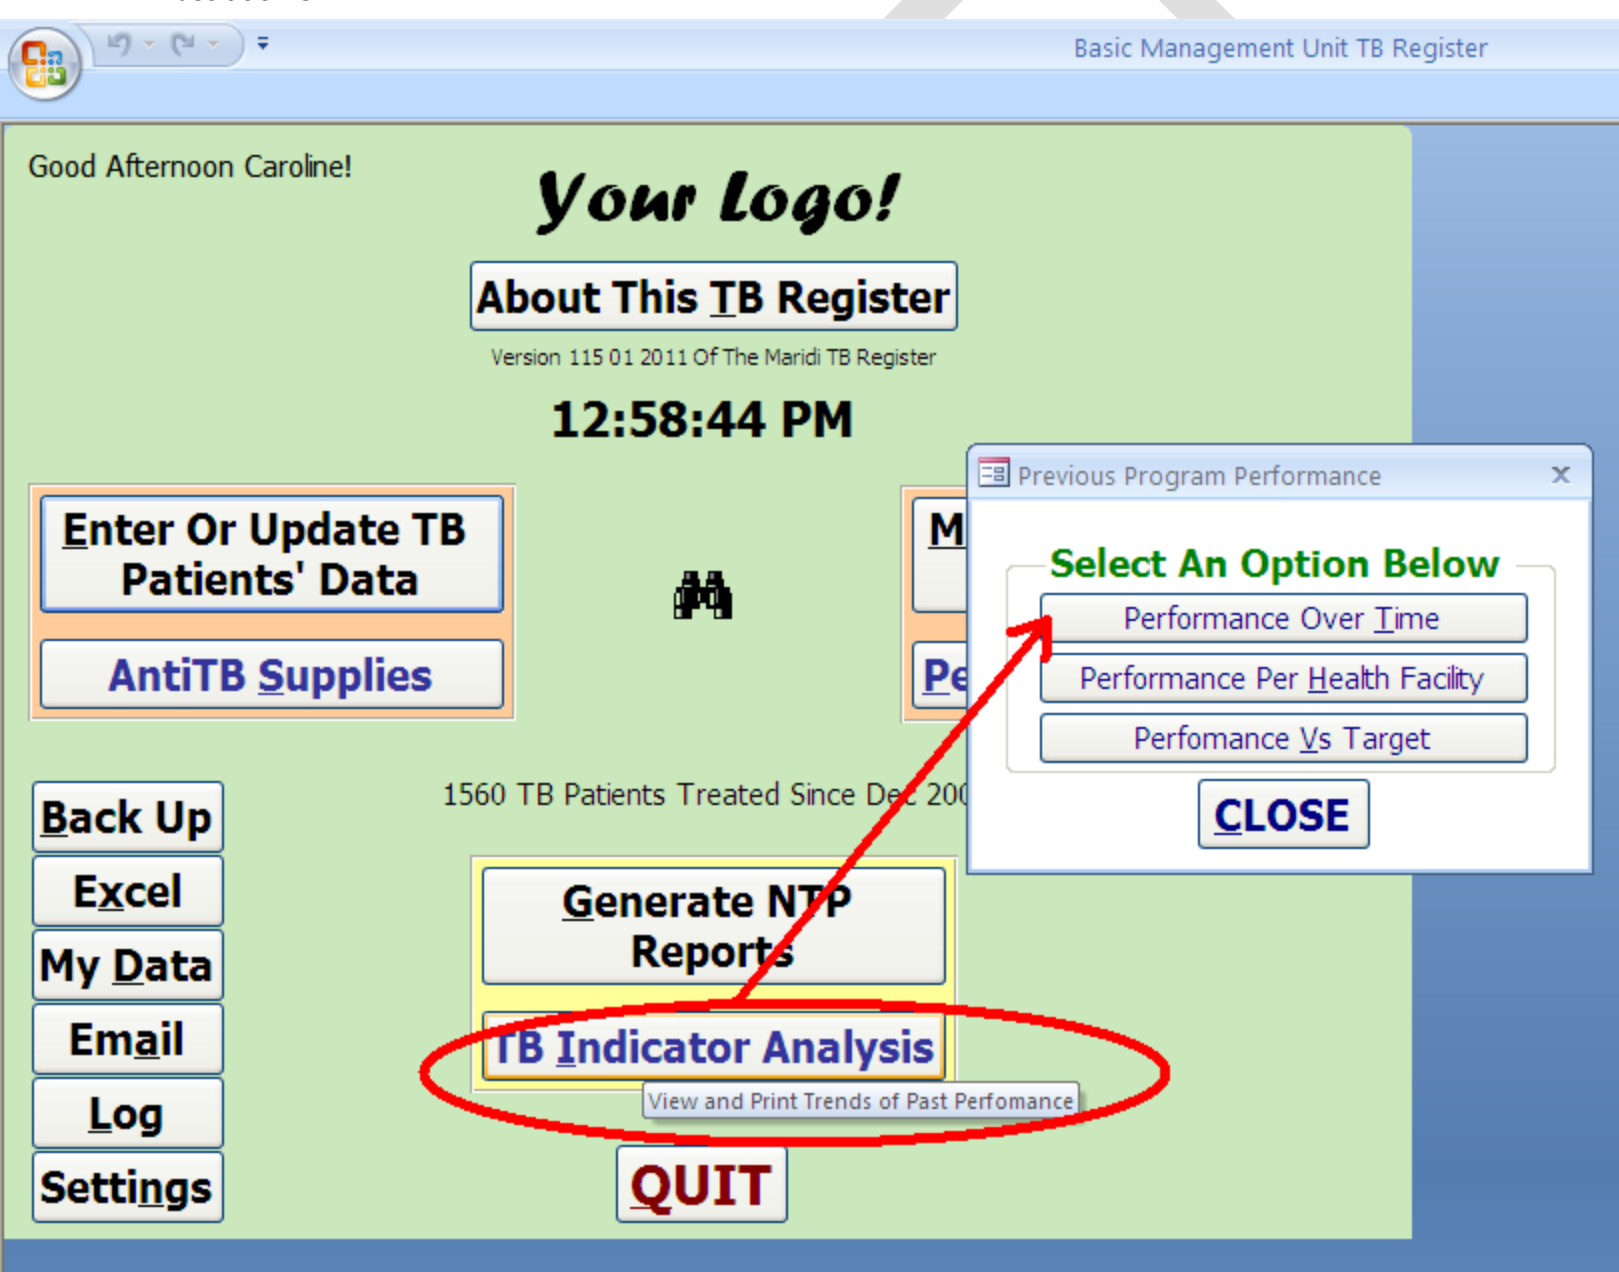 Basic Management Unit TB Register
Good Afternoon Caroline!
Your Logo!
About This TB Register
Version 115 01 2011 Of The Maridi TB Register
12:58:44 PM
Enter Or Update TB
Patients' Data
AntiTB Supplies
M
Pe
Previous Program Performance
Select An Option Below
Performance Over Time
Performance Per Health Facility
Perfomance Vs Target
CLOSE
1560 TB Patients Treated Since Dec 200
Back Up
Excel
My Data
Email
Log
Settings
Generate NTP
Reports
TB Indicator Analysis
View and Print Trends of Past Perfomance
QUIT